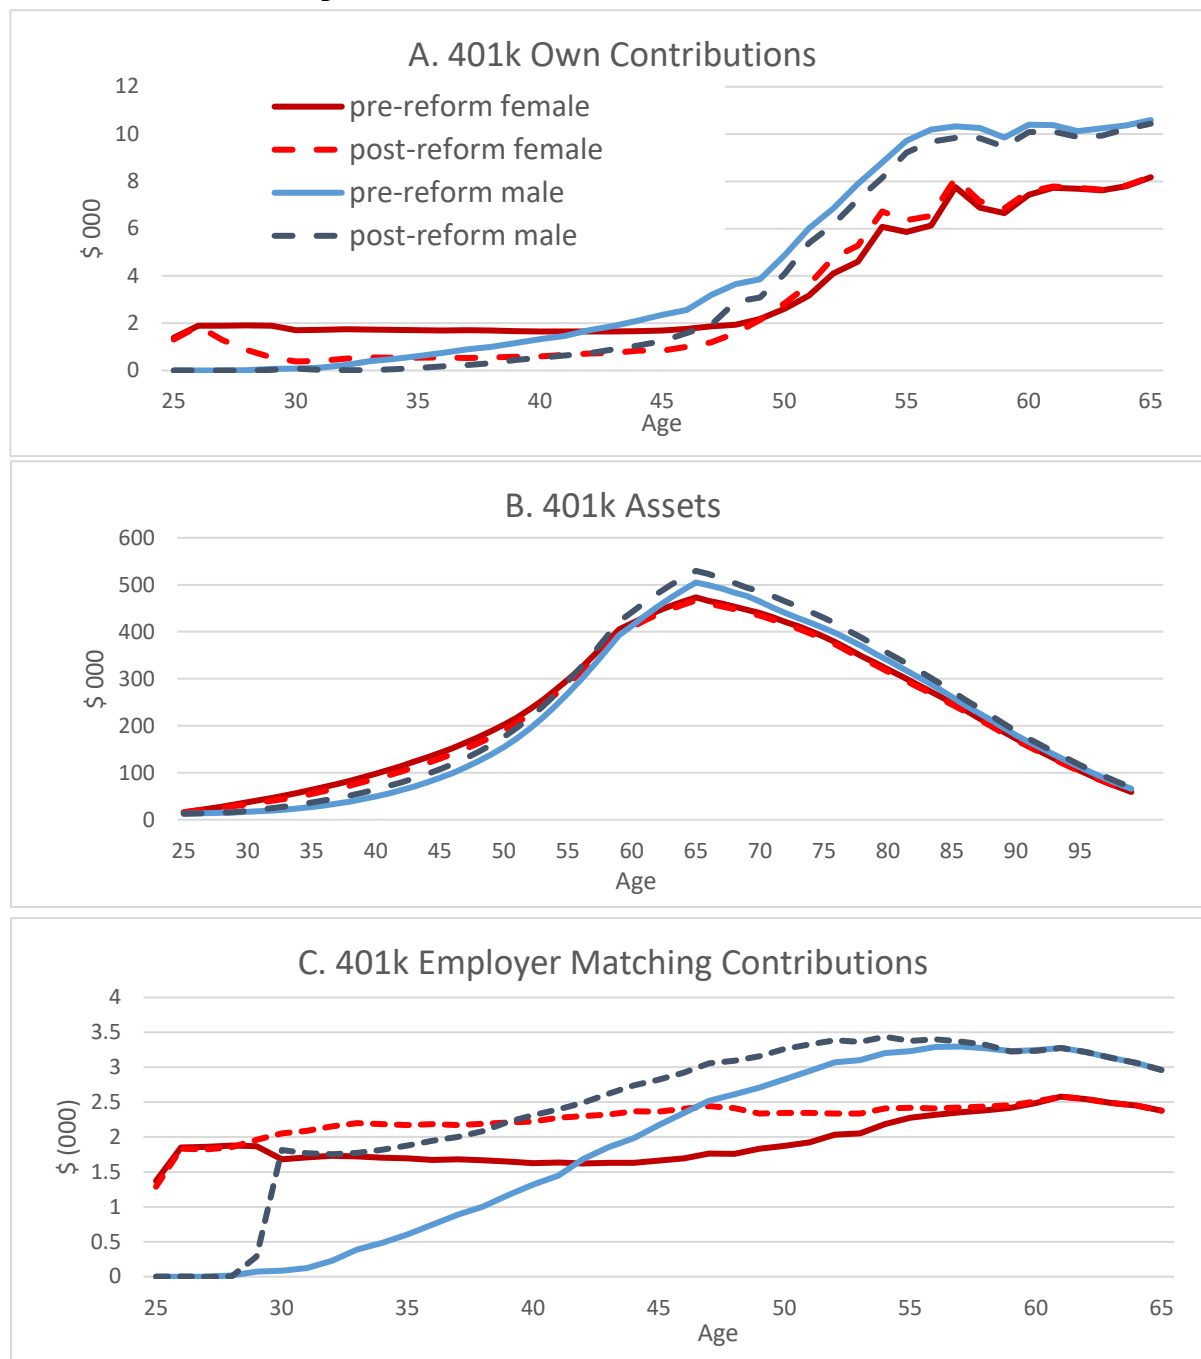 A. 401k Own Contributions
12
10
8
6
4
2
0
$ 000
pre-reform female
post-reform female
pre-reform male
post-reform male
25 30 35 40 45 50 55 60 65
Age
B. 401k Assets
600
500
400
300
200
100
0
$ 000
25 30 35 40 45 50 55 60 65 70 75 80 85 90 95
Age
C. 401k Employer Matching Contributions
4
3.5
3
2.5
2
1.5
1
0.5
0
$ (000)
25 30 35 40 45 50 55 60 65
Age